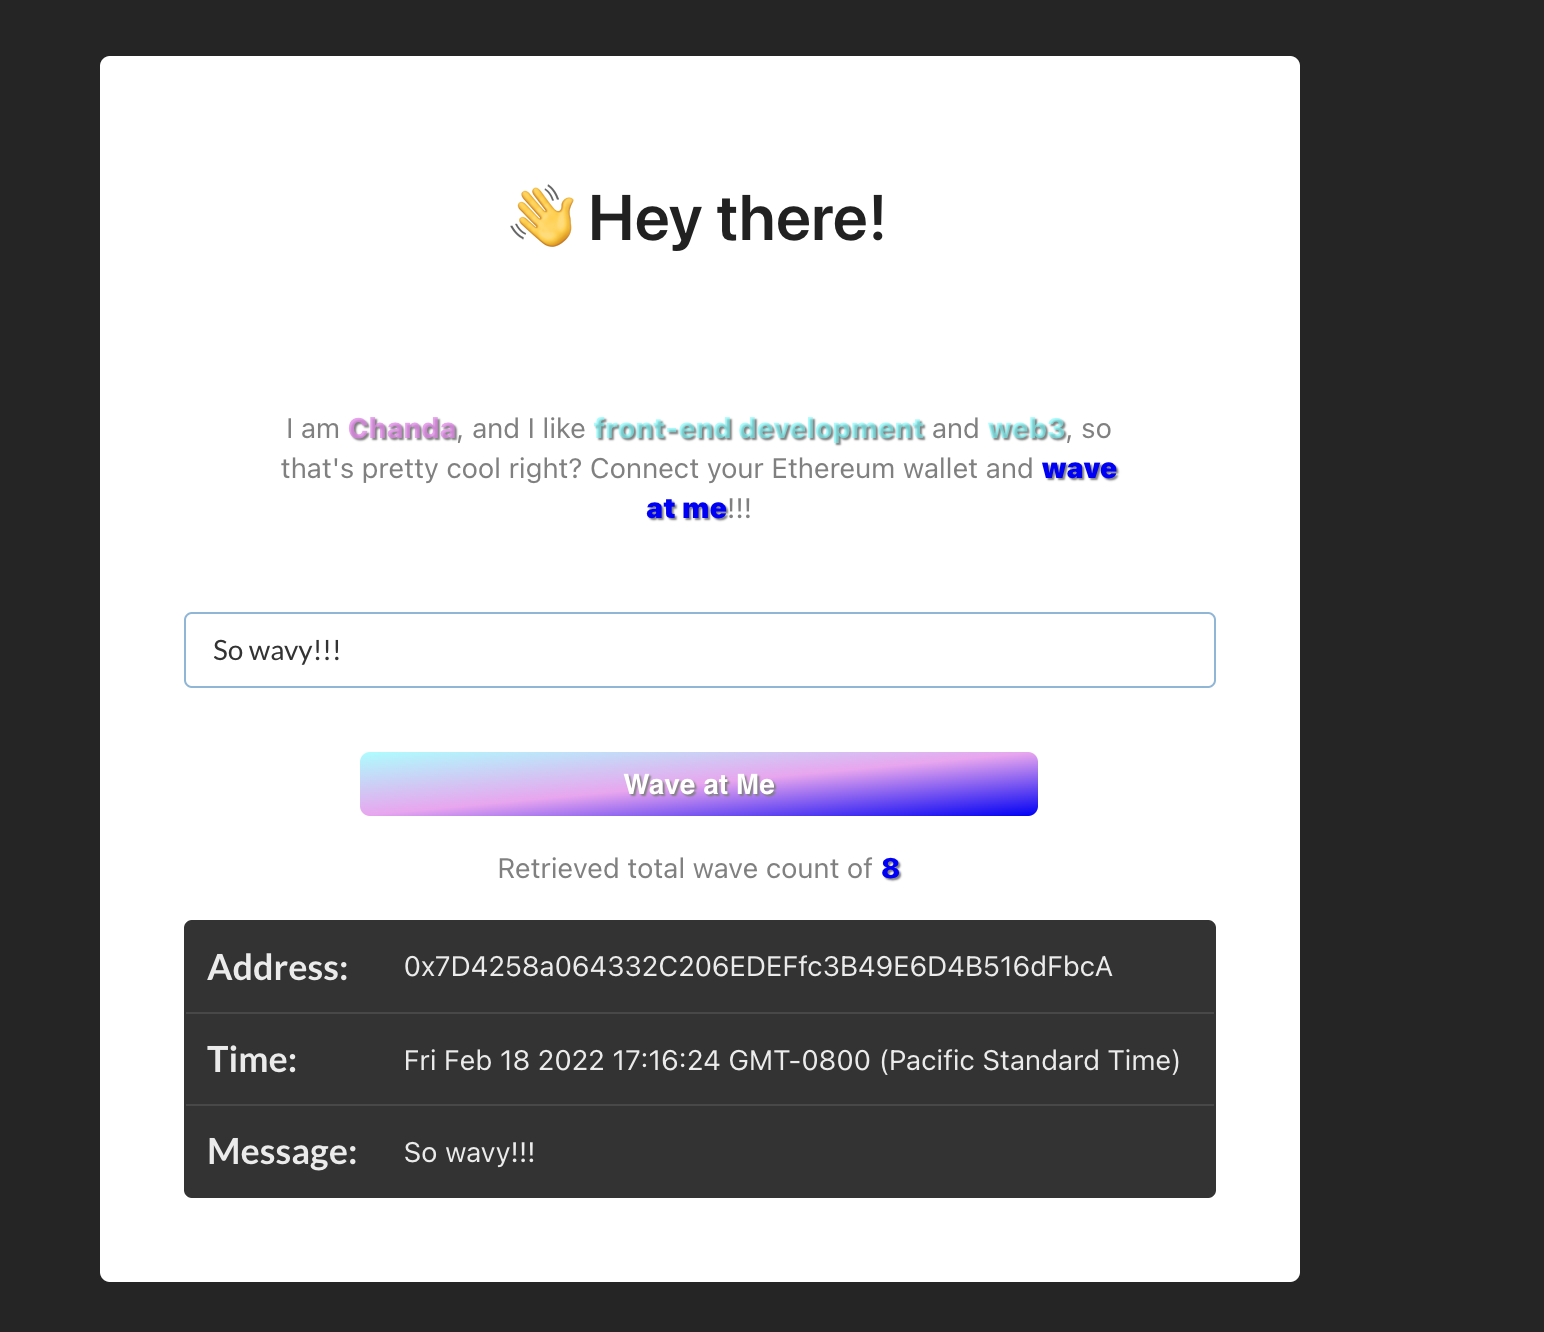 👋 Hey there!
I am Chanda, and I like front-end development and web3, so
that's pretty cool right? Connect your Ethereum wallet and wave
at me!!!
So wavy!!!
Wave at Me
Retrieved total wave count of 8
Address: 0x7D4258a064332C206EDEFfc3B49E6D4B516dFbcA
Time: Fri Feb 18 2022 17:16:24 GMT-0800 (Pacific Standard Time)
Message: So wavy!!!